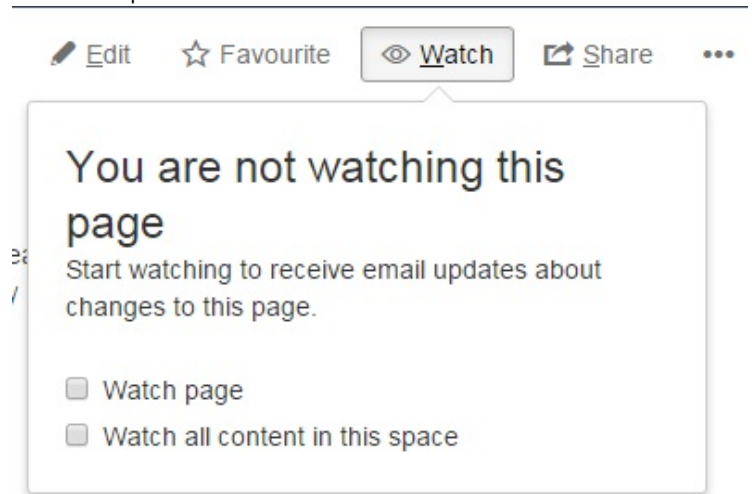 Edit Favourite Watch Share •••
You are not watching this
page
Start watching to receive email updates about
changes to this page.
Watch page
Watch all content in this space